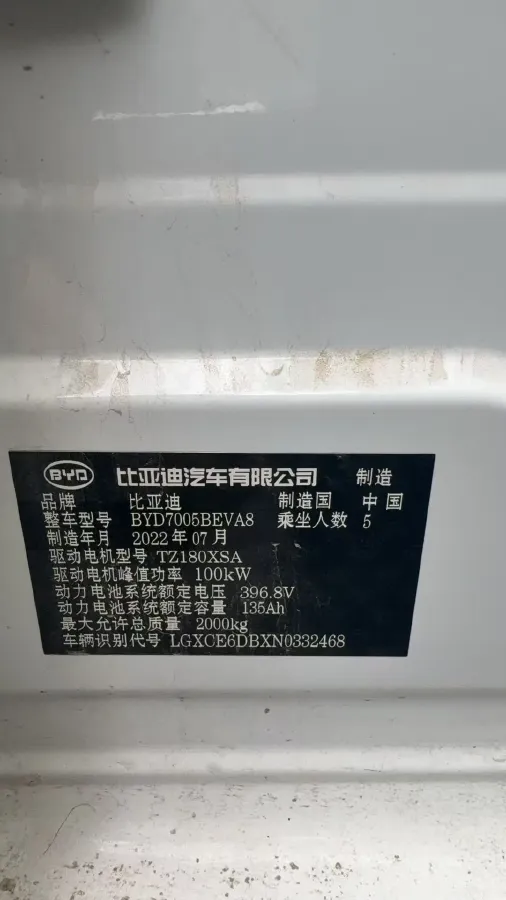 BYD 比亚迪汽车有限公司 制造
品牌 比亚迪 制造国 中国
整车型号 BYD7005BEVA8 乘坐人数 5
制造年月 2022年07月
驱动电机型号 TZ180XSA
驱动电机峰值功率 100kW
动力电池系统额定电压 396.8V
动力电池系统额定容量 135Ah
最大允许总质量 2000kg
车辆识别代号 LGXCE6DBXN0332468